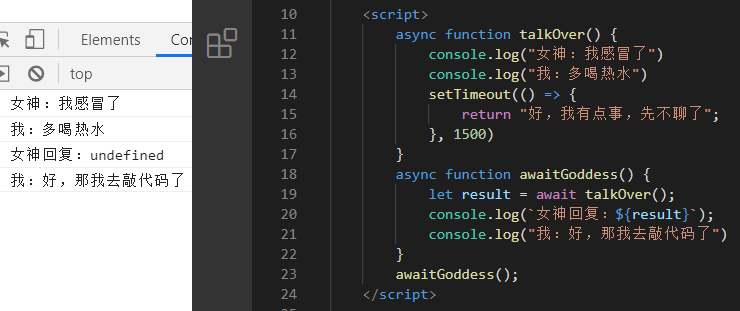 Elements
Con
top
女神：我感冒了
我：多喝热水
女神回复：undefined
我：好，那我去敲代码了
10 <script>
11 async function talkOver() {
12 console.log("女神：我感冒了")
13 console.log("我：多喝热水")
14 setTimeout(() => {
15 return "好，我有点事，先不聊了";
16 }, 1500)
17 }
18 async function awaitGoddess() {
19 let result = await talkOver();
20 console.log(`女神回复：${result}`);
21 console.log("我：好，那我去敲代码了")
22 }
23 awaitGoddess();
24 </script>